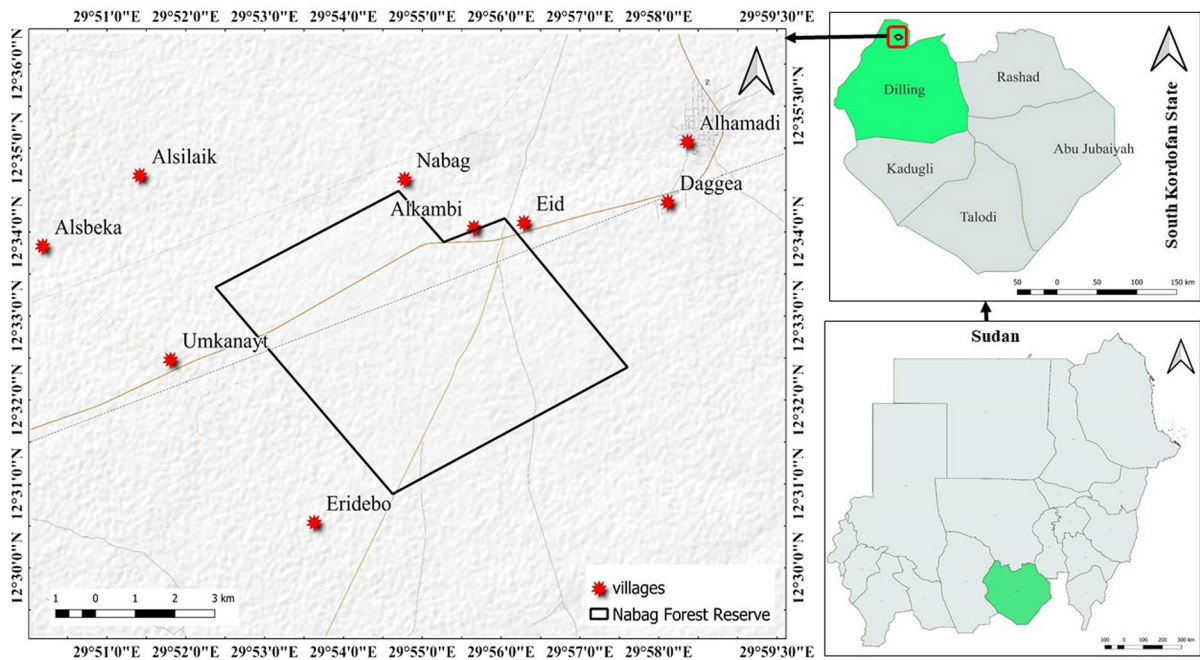 29°51'0"E 29°52'0"E 29°53'0"E 29°54'0"E 29°55'0"E 29°56'0"E 29°57'0"E 29°58'0"E 29°59'30"E
12°36'0"N
12°35'0"N
12°34'0"N
12°33'0"N
12°32'0"N
12°31'0"N
12°30'0"N
Alsilaik
Nabag
Alhamadi
Alsbeka
Alkambi
Eid
Daggea
Umkanayt
Eridebo
1 0 1 2 3 km
villages
Nabag Forest Reserve
12°35'30"N
12°35'0"N
12°34'0"N
12°33'0"N
12°32'0"N
12°31'0"N
12°30'0"N
29°51'0"E 29°52'0"E 29°53'0"E 29°54'0"E 29°55'0"E 29°56'0"E 29°57'0"E 29°58'0"E 29°59'30"E
Dilling
Rashad
Kadugli
Abu Jubaiyah
Talodi
South Kordofan State
50 0 50 100 150 km
Sudan
100 0 100 200 300 km